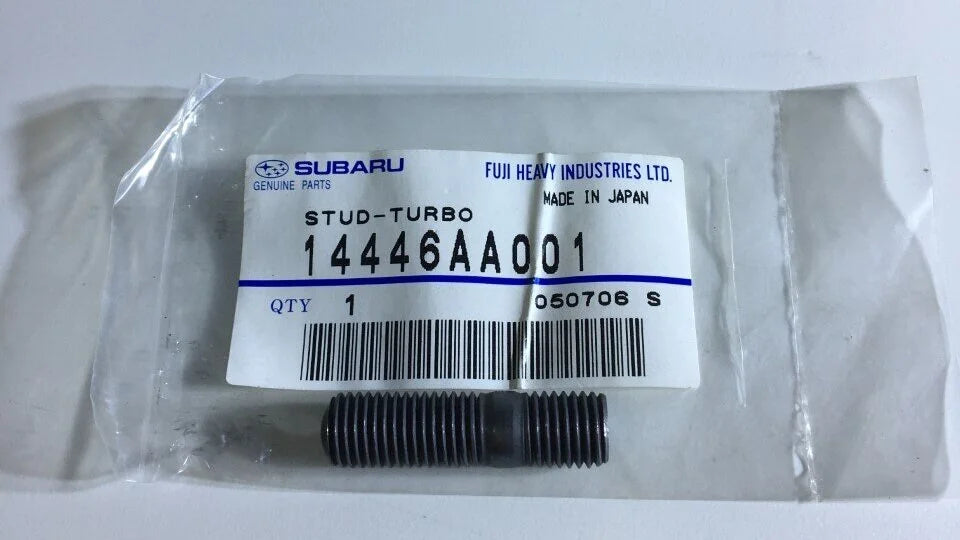 SUBARU FUJI HEAVY INDUSTRIES LTD.
GENUINE PARTS MADE IN JAPAN
STUD-TURBO
14446AA001
QTY 1 050706 S